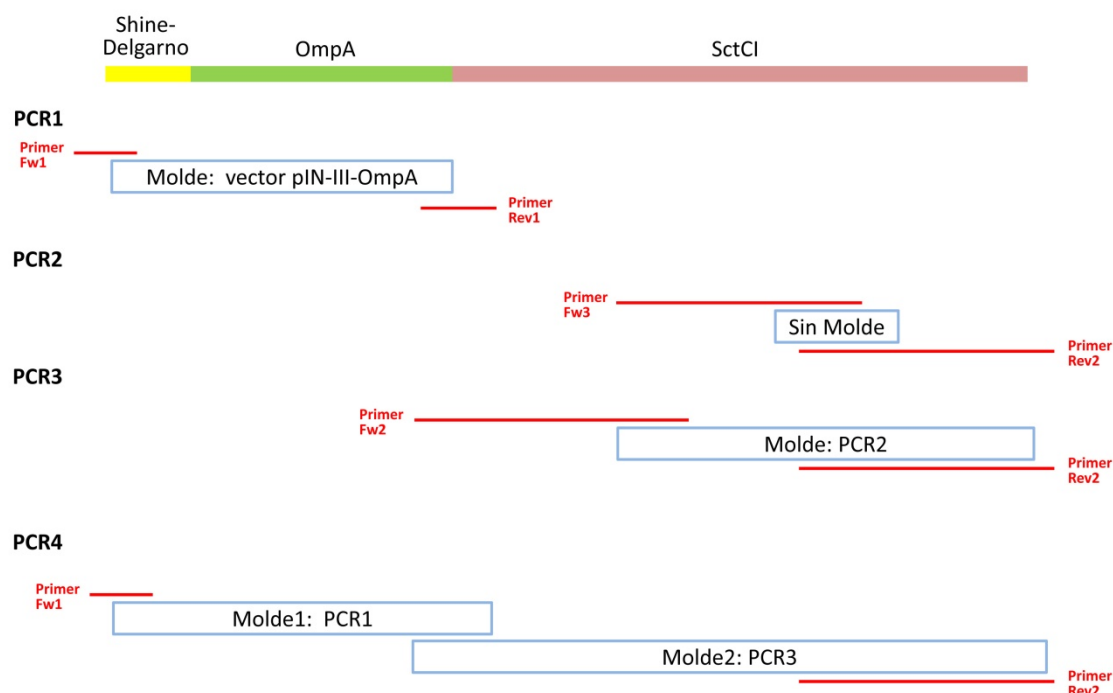 Shine-
Delgarno
OmpA
SctCI
PCR1
Primer
Fw1
Molde: vector pIN-III-OmpA
Primer
Rev1
PCR2
Primer
Fw3
Sin Molde
Primer
Rev2
PCR3
Primer
Fw2
Molde: PCR2
Primer
Rev2
PCR4
Primer
Fw1
Molde1: PCR1
Molde2: PCR3
Primer
Rev2